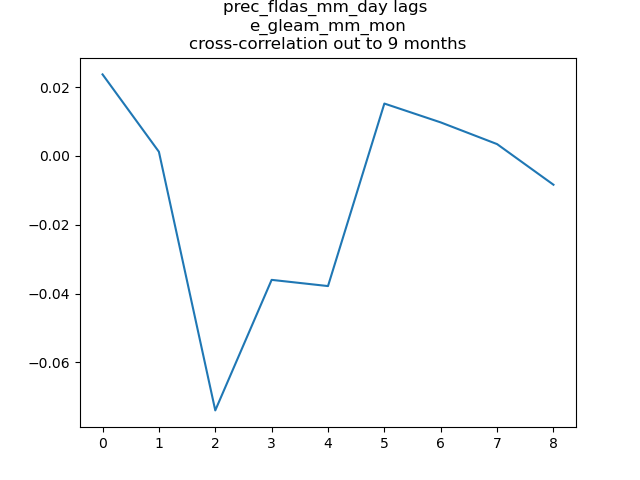 prec_fldas_mm_day lags
e_gleam_mm_mon
cross-correlation out to 9 months
0.02
0.00
−0.02
−0.04
−0.06
0 1 2 3 4 5 6 7 8